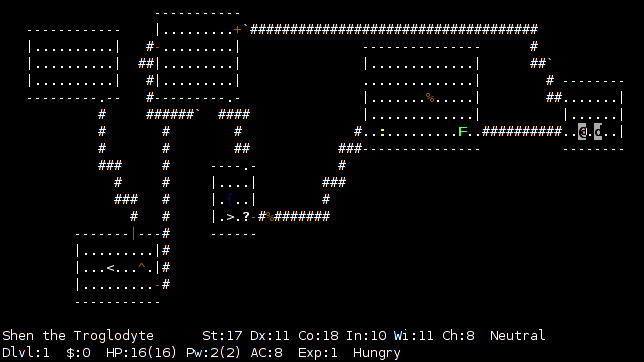 Shen the Troglodyte St:17 Dx:11 Co:18 In:10 Wi:11 Ch:8 Neutral
Dlvl:1 $:0 HP:16(16) Pw:2(2) AC:8 Exp:1 Hungry